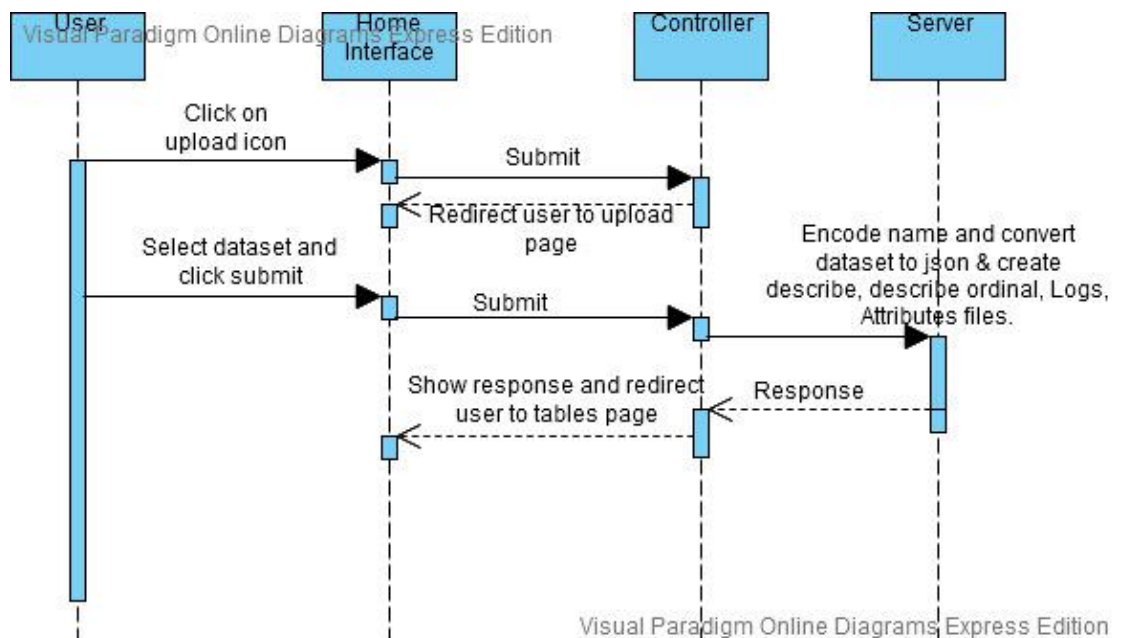 User
Home
Interface
Controller
Server
Visual Paradigm Online Diagrams Express Edition
Click on
upload icon
Submit
Redirect user to upload
page
Select dataset and
click submit
Submit
Encode name and convert
dataset to json & create
describe, describe ordinal, Logs,
Attributes files.
Show response and redirect
user to tables page
Response
Visual Paradigm Online Diagrams Express Edition